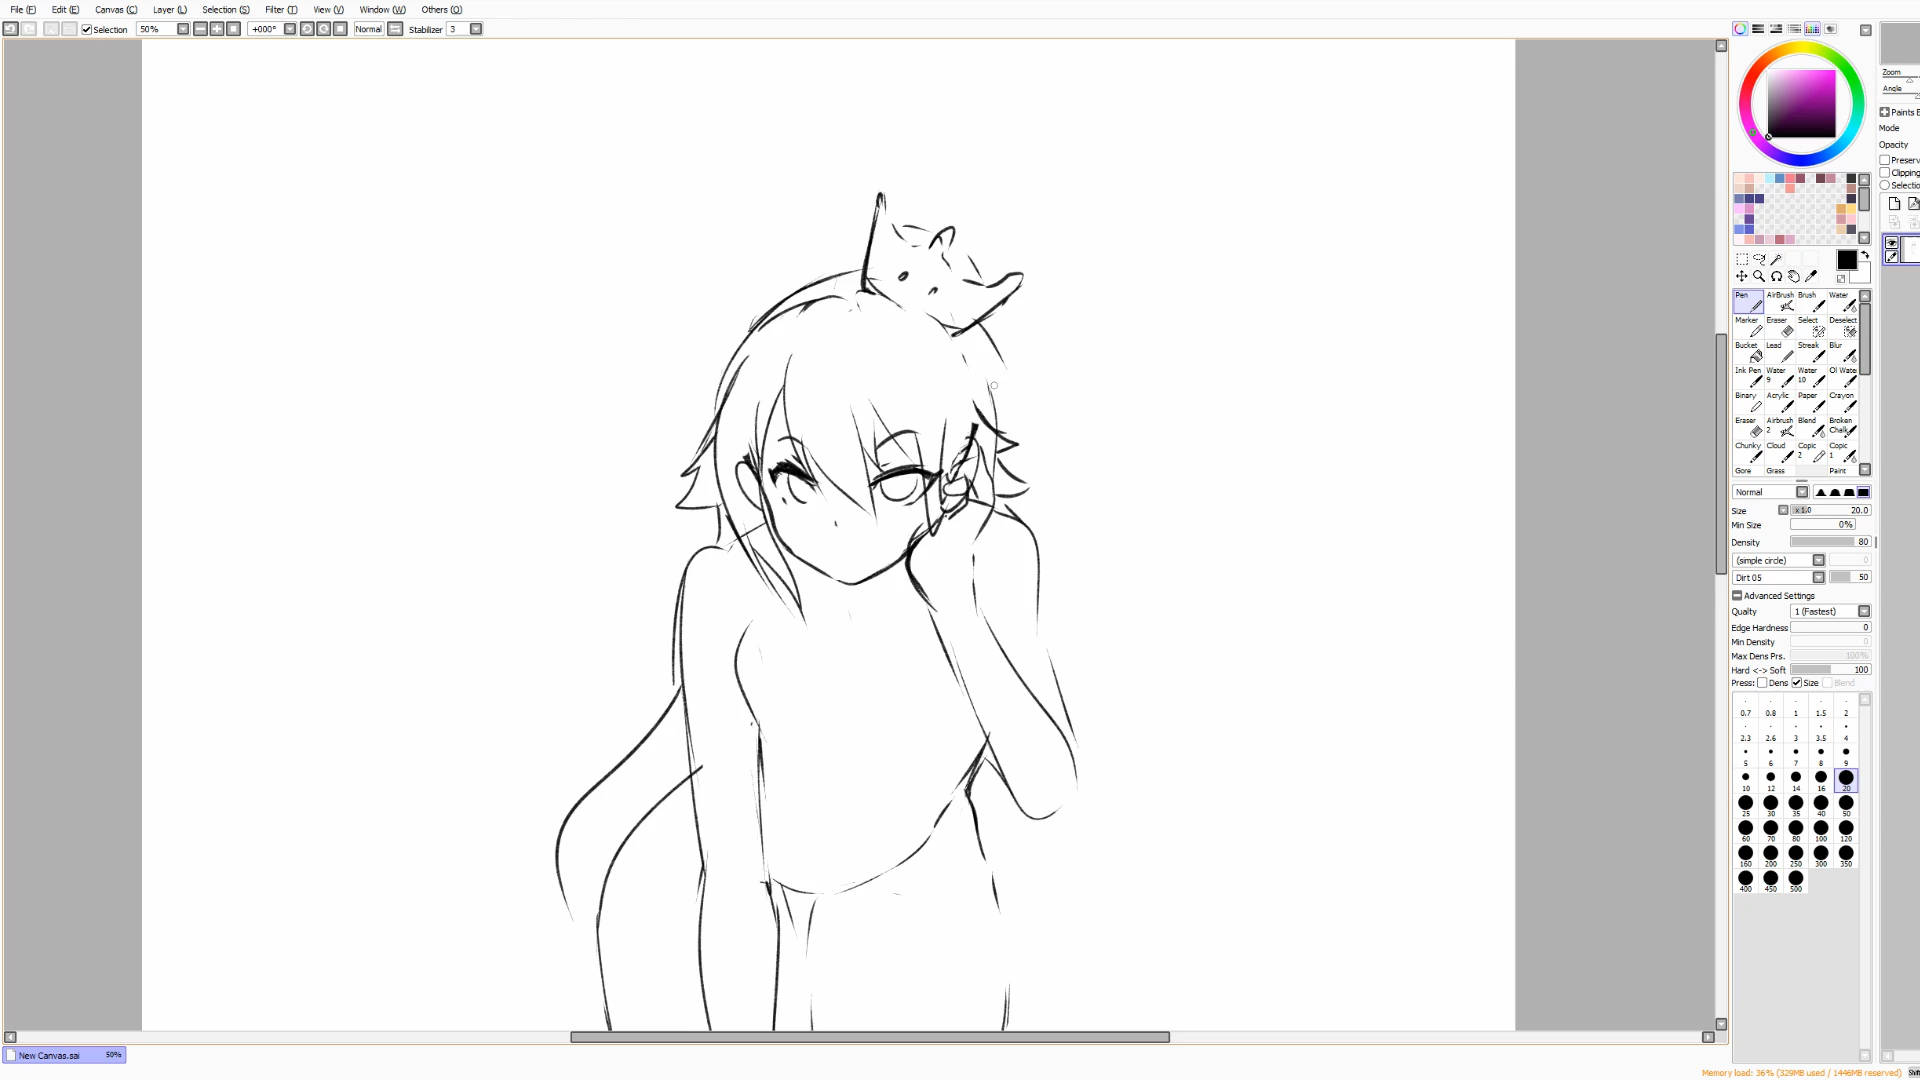 File (F) Edit (E) Canvas (C) Layer (L) Selection (S) Filter (T) View (V) Window (W) Others (O)
Selection 50% +000° Normal Stabilizer 3
Zoom
Angle
Paints E
Mode
Opacity
Preserv
Clipping
Selectio
Pen AirBrush Brush Water
Marker Eraser Select Deselect
Bucket Lead Streak Blur
Ink Pen Water 9 Water 10 Oil Wate
Binary Acrylic Paper Crayon
Eraser Airbrush 2 Blend Broken Chalk
Chunky Cloud Copic 2 Copic 1
Gore Grass Paint
Normal
Size x 1.0 20.0
Min Size 0%
Density 80
(simple circle) 0
Dirt 05 50
Advanced Settings
Quality 1 (Fastest)
Edge Hardness 0
Min Density 0
Max Dens Prs. 100%
Hard <-> Soft 100
Press: Dens Size Blend
0.7 0.8 1 1.5 2
2.3 2.6 3 3.5 4
5 6 7 8 9
10 12 14 16 20
25 30 35 40 50
60 70 80 100 120
160 200 250 300 350
400 450 500
New Canvas.sai 50%
Memory load: 36% (329MB used / 1446MB reserved)